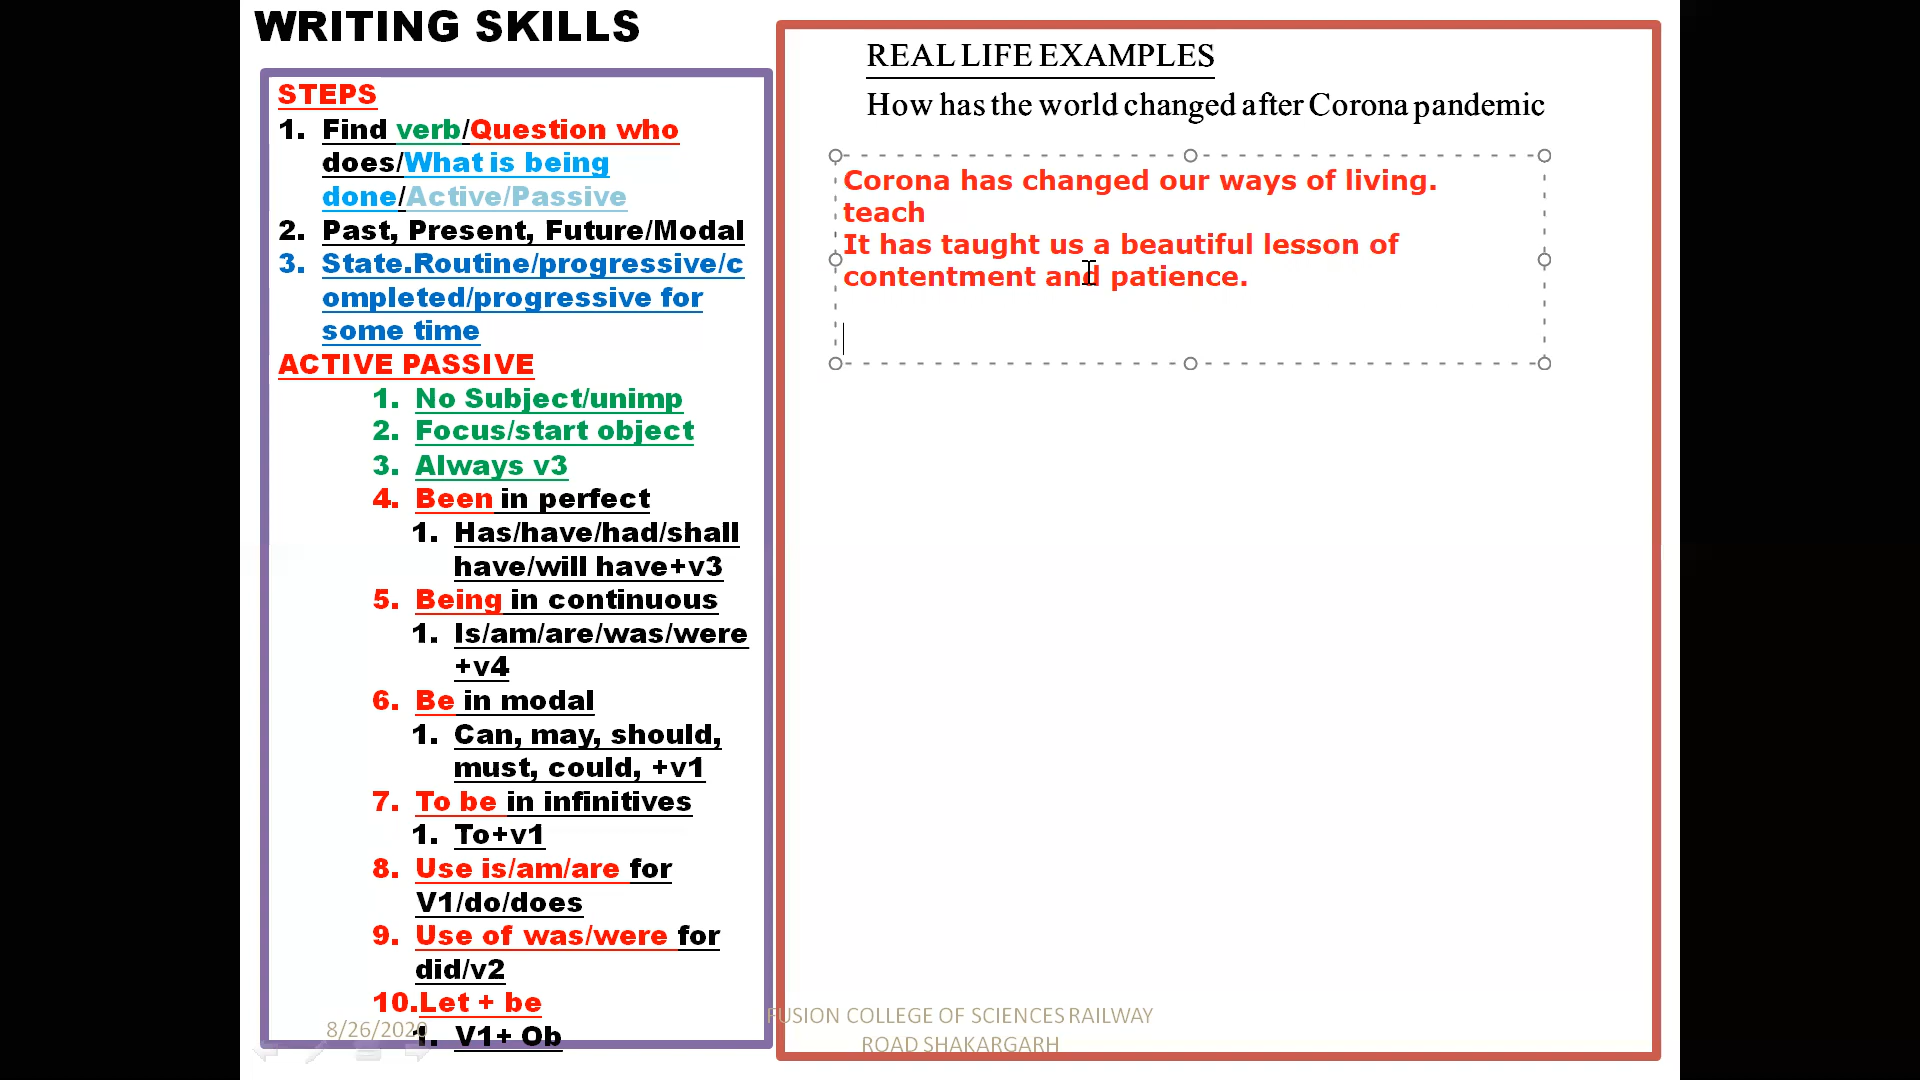 WRITING SKILLS
STEPS
1. Find verb/Question who
does/What is being
done/Active/Passive
2. Past, Present, Future/Modal
3. State.Routine/progressive/c
ompleted/progressive for
some time
ACTIVE PASSIVE
1. No Subject/unimp
2. Focus/start object
3. Always v3
4. Been in perfect
1. Has/have/had/shall
have/will have+v3
5. Being in continuous
1. Is/am/are/was/were
+v4
6. Be in modal
1. Can, may, should,
must, could, +v1
7. To be in infinitives
1. To+v1
8. Use is/am/are for
V1/do/does
9. Use of was/were for
did/v2
10.Let + be
1. V1+ Ob
8/26/2020
REAL LIFE EXAMPLES
How has the world changed after Corona pandemic
Corona has changed our ways of living.
teach
It has taught us a beautiful lesson of
contentment and patience.
FUSION COLLEGE OF SCIENCES RAILWAY
ROAD SHAKARGARH